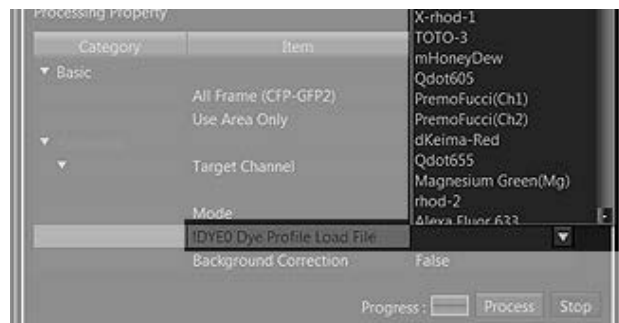 Processing Property
X-rhod-1
Category Item TOTO-3
mHoneyDew
Basic Qdot605
All Frame (CFP-GFP2) PremoFucci(Ch1)
Use Area Only PremoFucci(Ch2)
dKeima-Red
Target Channel Qdot655
Magnesium Green(Mg)
Mode rhod-2
Alexa Fluor 633
!DYE0 Dye Profile Load File
Background Correction False
Progress : Process Stop